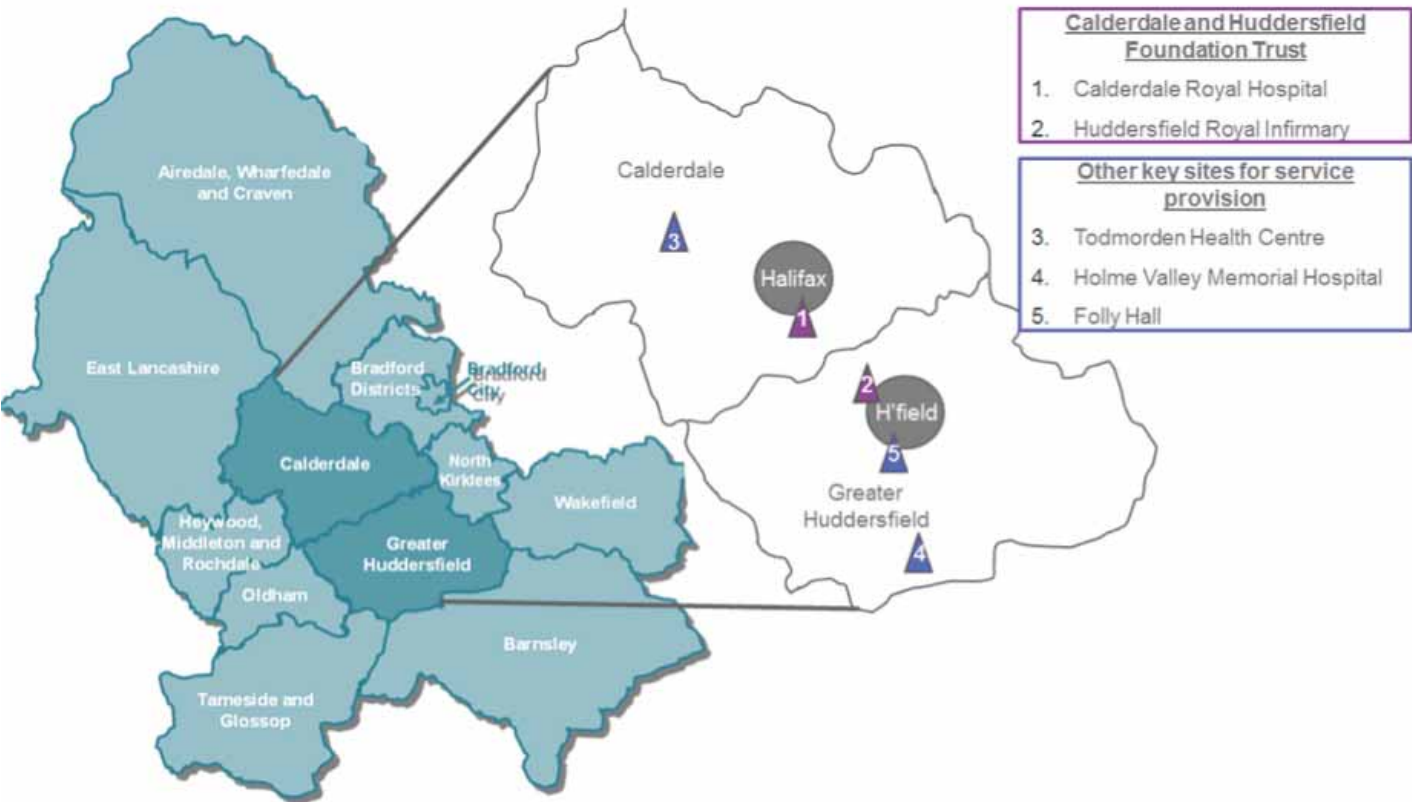 Airedale, Wharfedale
and Craven
East Lancashire
Bradford
Districts
Bradford
City
Bradford
City
Calderdale
North
Kirklees
Wakefield
Heywood,
Middleton and
Rochdale
Greater
Huddersfield
Oldham
Barnsley
Tameside and
Glossop
Calderdale
3
Halifax
1
2
H'field
5
Greater
Huddersfield
4
Calderdale and Huddersfield
Foundation Trust
1. Calderdale Royal Hospital
2. Huddersfield Royal Infirmary
Other key sites for service
provision
3. Todmorden Health Centre
4. Holme Valley Memorial Hospital
5. Folly Hall